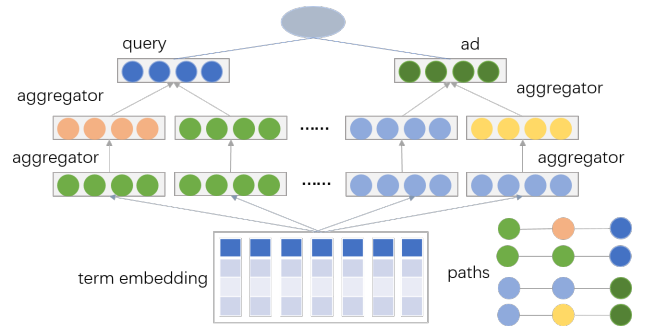 query
ad
aggregator
aggregator
......
aggregator
aggregator
......
term embedding
paths